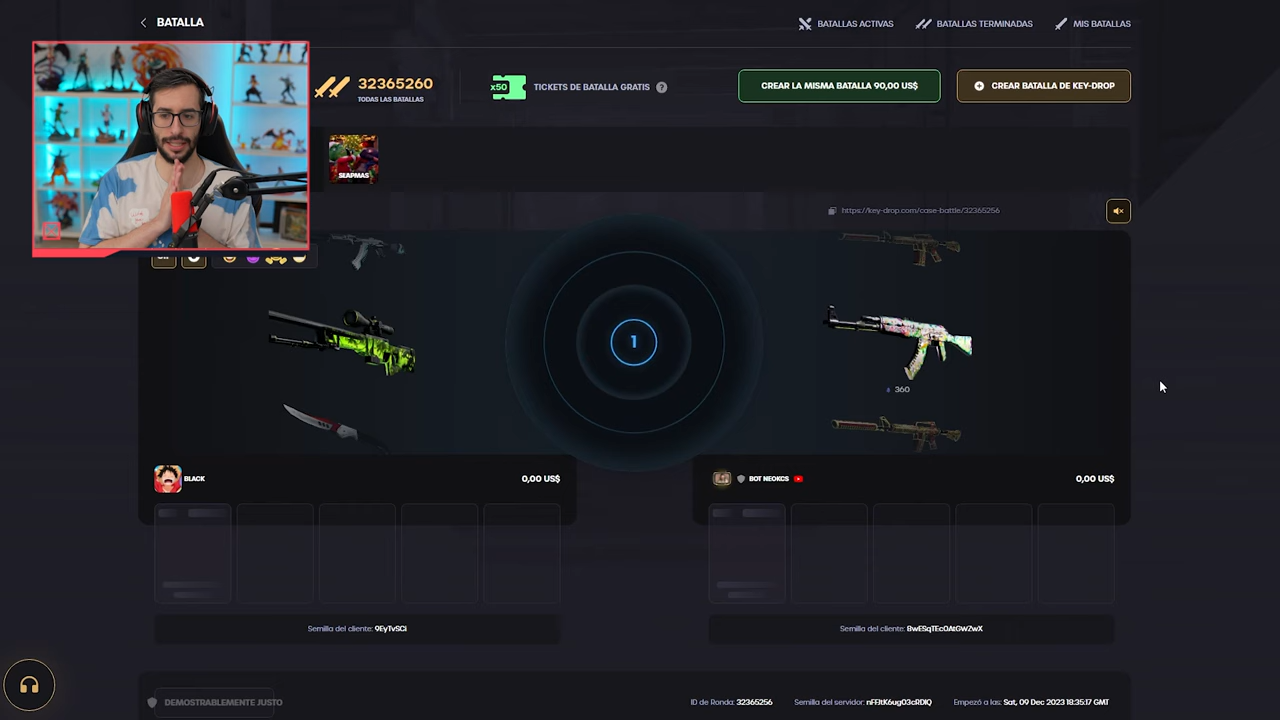 BATALLA
BATALLAS ACTIVAS
BATALLAS TERMINADAS
MIS BATALLAS
32365260
TODAS LAS BATALLAS
x50
TICKETS DE BATALLA GRATIS ?
CREAR LA MISMA BATALLA 90,00 US$
CREAR BATALLA DE KEY-DROP
SLAPMAS
https://key-drop.com/case-battle/32365256
1
360
BLACK
0,00 US$
BOT NEOKCS
0,00 US$
Semilla del cliente: 9EyTvSCi
Semilla del cliente: BwESqTEcOAtGWZwX
DEMOSTRABLEMENTE JUSTO
ID de Ronda: 32365256
Semilla del servidor: nFFJtK6ug03cRDIQ
Empezó a las: Sat, 09 Dec 2023 18:35:17 GMT